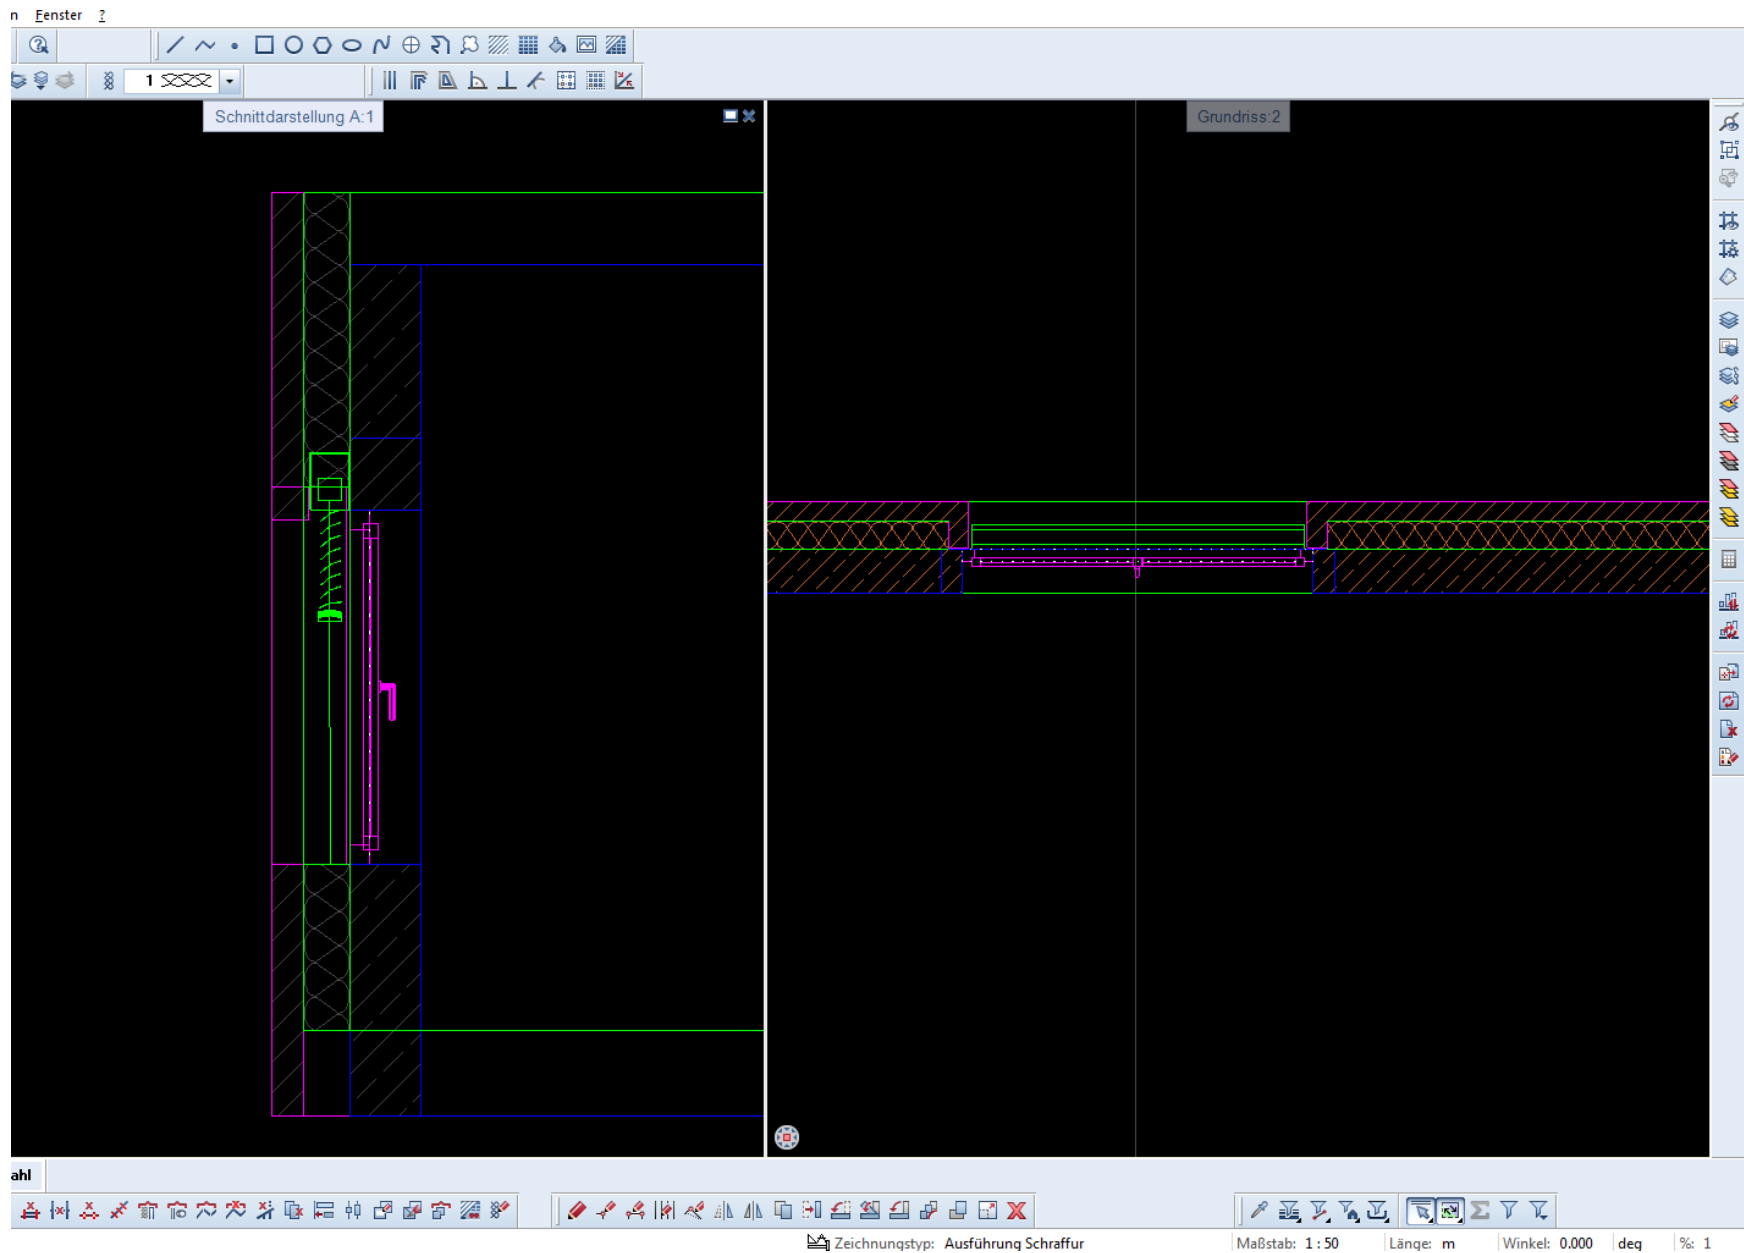 n Fenster ?
1
Schnittdarstellung A:1
Grundriss:2
ahl
Zeichnungstyp: Ausführung Schraffur Maßstab: 1 : 50 Länge: m Winkel: 0.000 deg %: 1